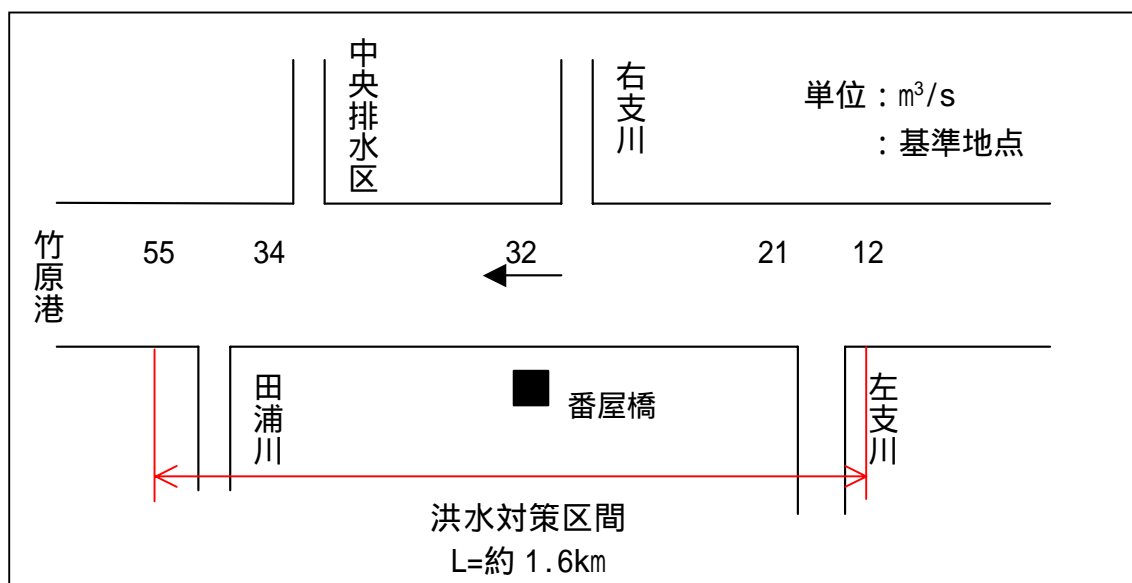 中央排水区
右支川
単位：m³/s
：基準地点
竹原港
55
34
32
21
12
田浦川
番屋橋
左支川
洪水対策区間
L=約 1.6km